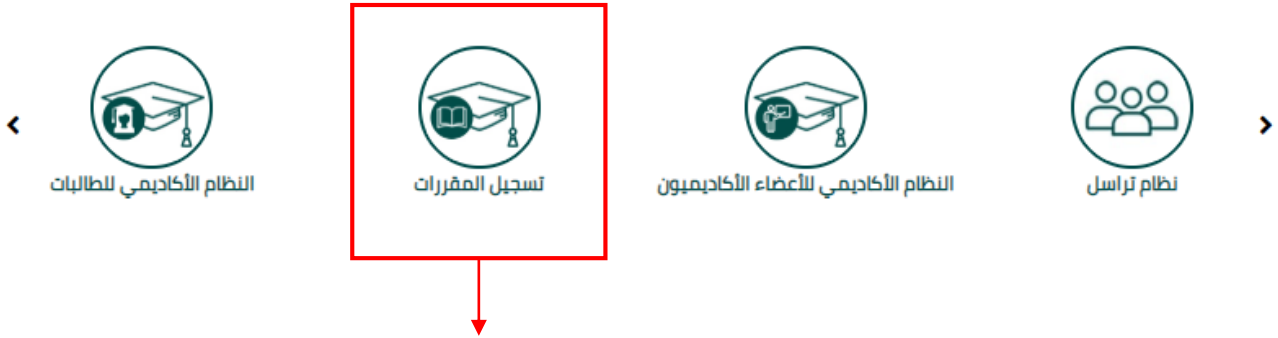 نظام تراسل
النظام الأكاديمي للأعضاء الأكاديميون
تسجيل المقررات
النظام الأكاديمي للطالبات